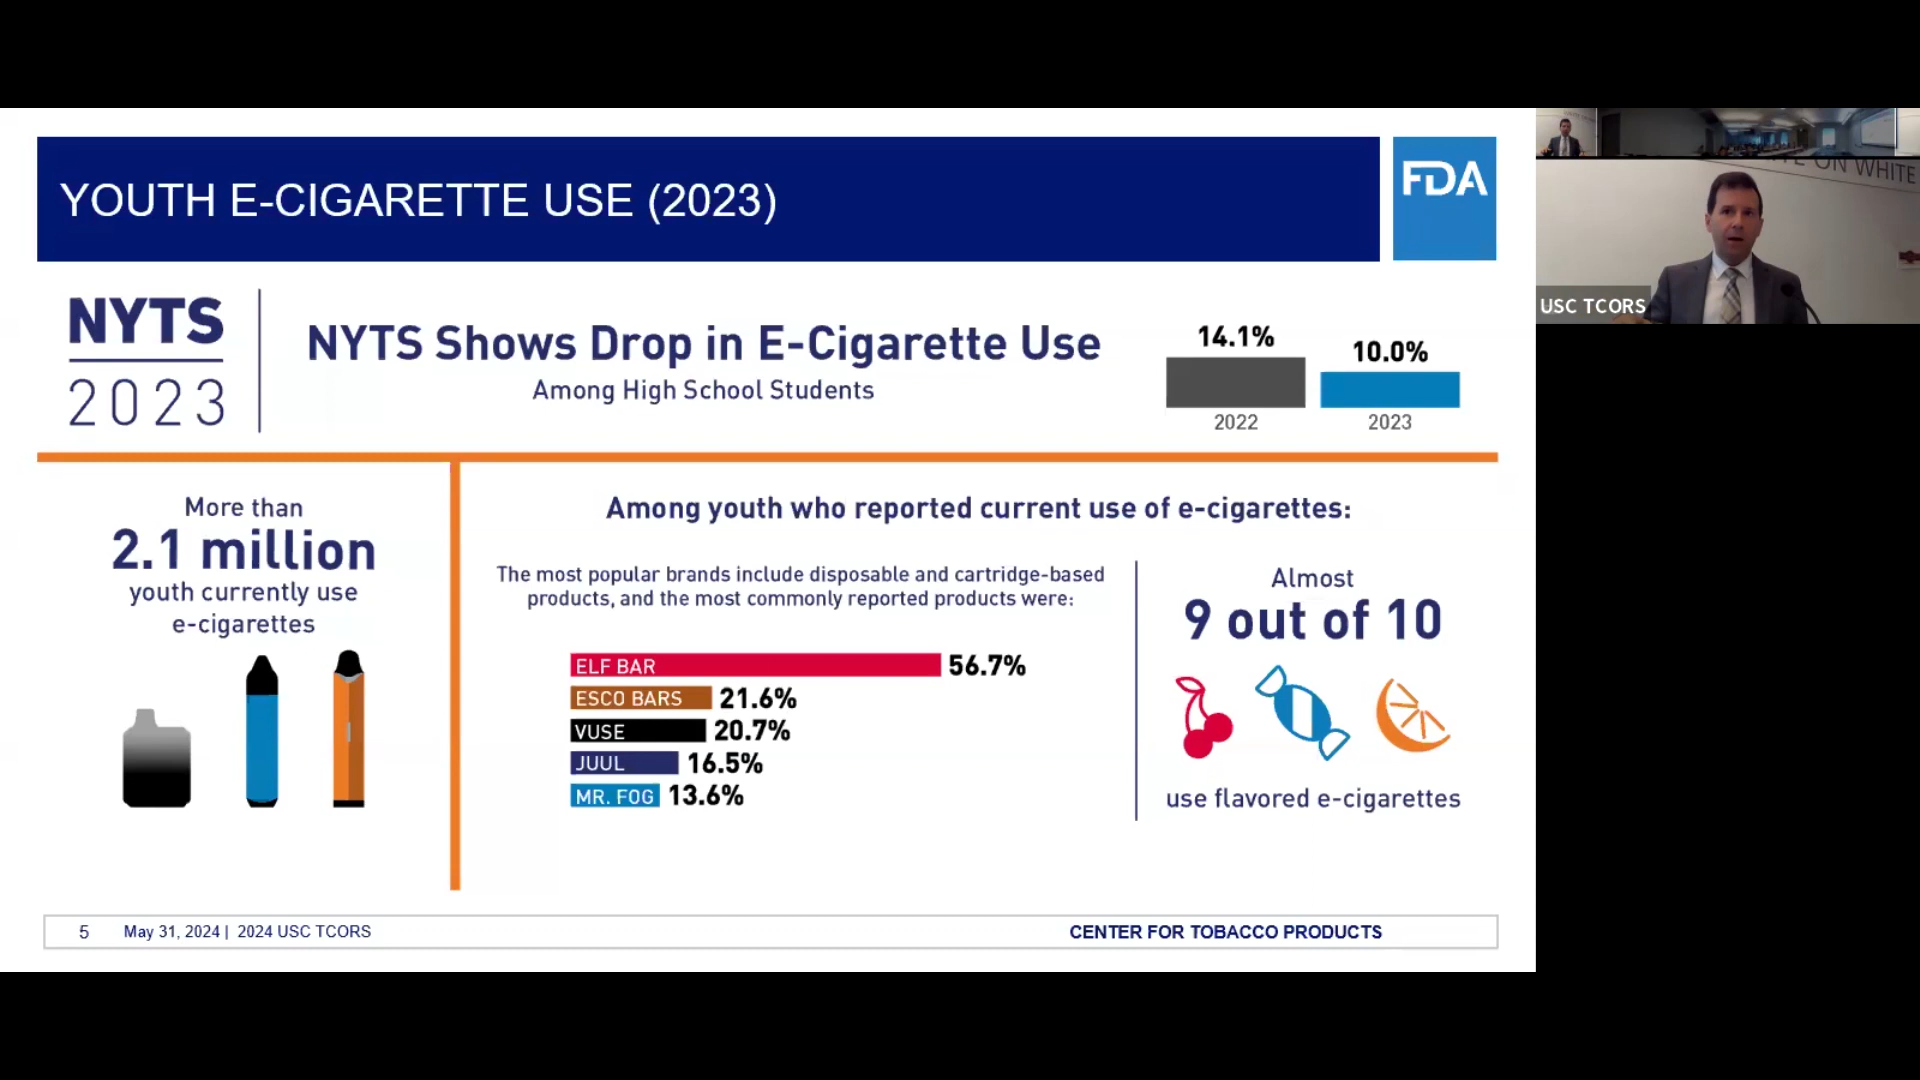 YOUTH E-CIGARETTE USE (2023)
FDA
NYTS
2023
NYTS Shows Drop in E-Cigarette Use
Among High School Students
14.1%
10.0%
2022
2023
More than
2.1 million
youth currently use
e-cigarettes
Among youth who reported current use of e-cigarettes:
The most popular brands include disposable and cartridge-based
products, and the most commonly reported products were:
ELF BAR 56.7%
ESCO BARS 21.6%
VUSE 20.7%
JUUL 16.5%
MR. FOG 13.6%
Almost
9 out of 10
use flavored e-cigarettes
5 May 31, 2024 | 2024 USC TCORS
CENTER FOR TOBACCO PRODUCTS
ON WHITE
USC TCORS